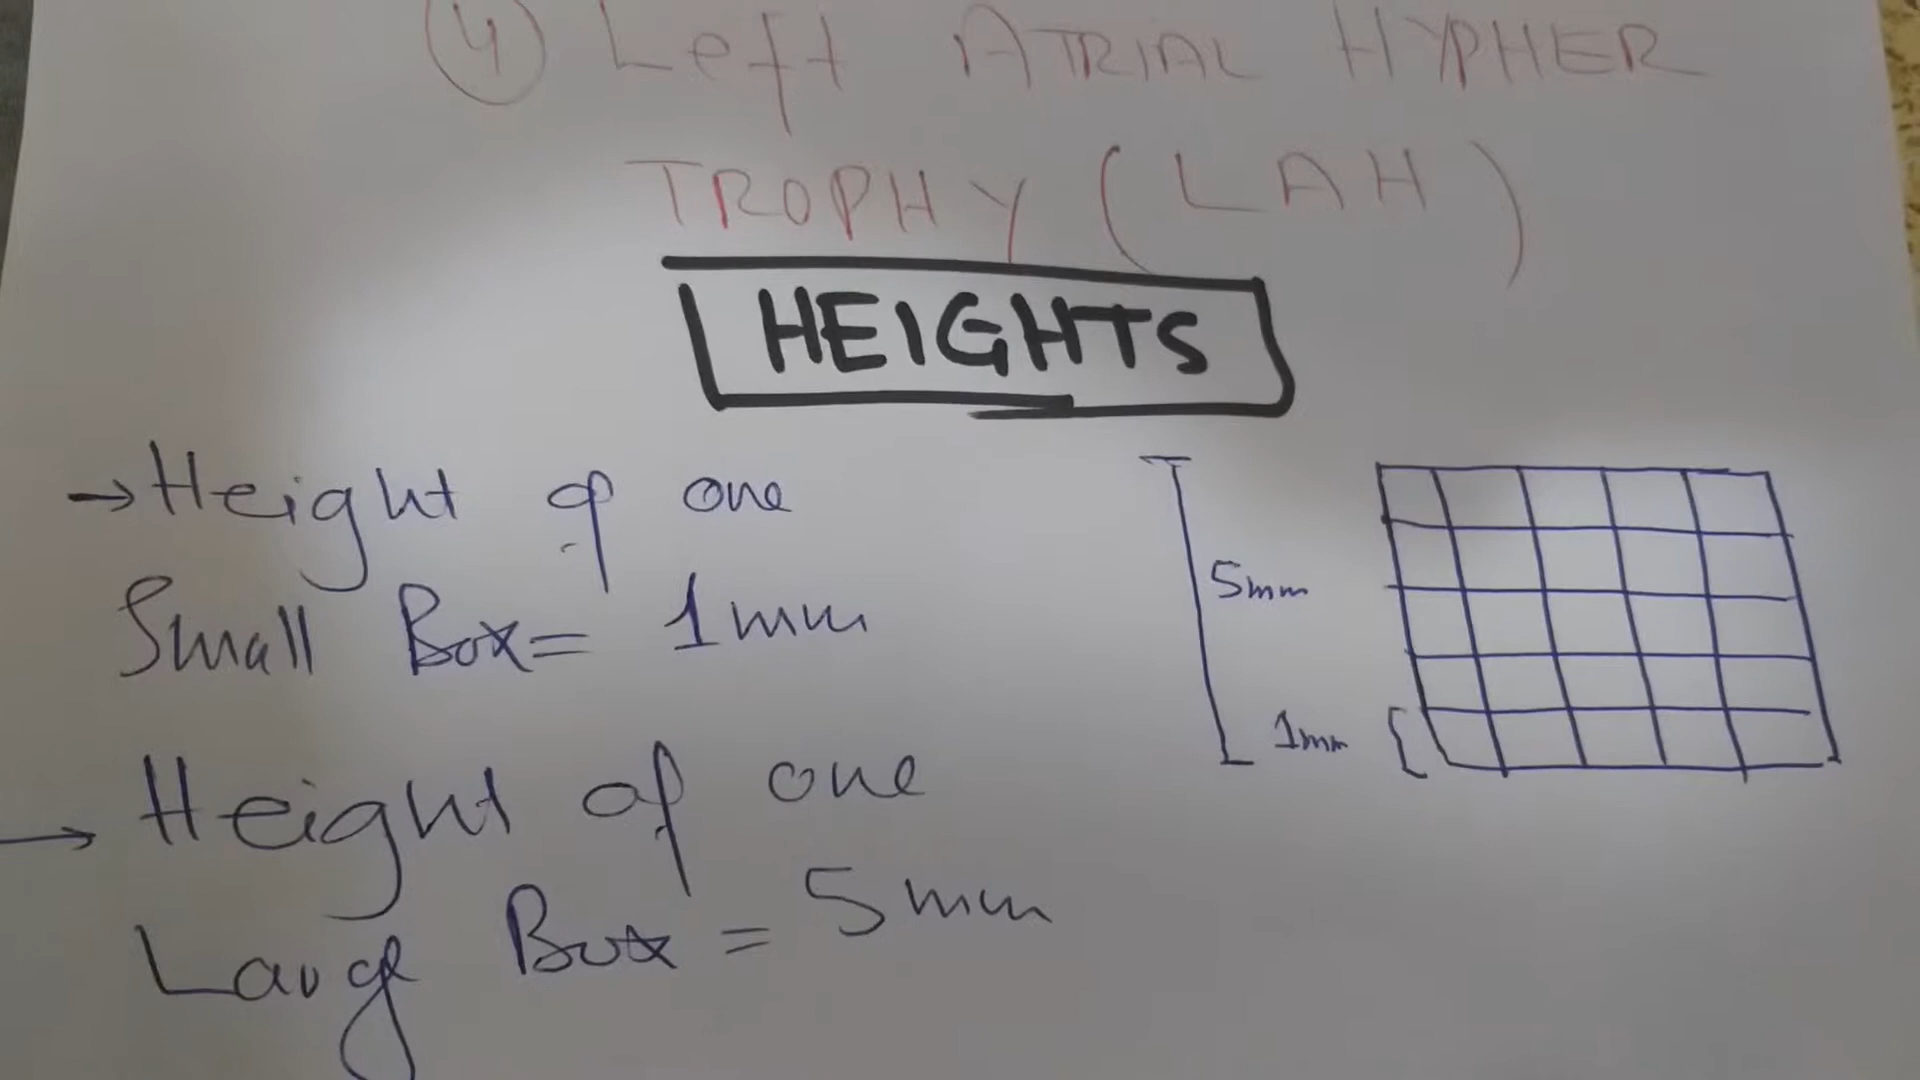 ④ Left ATRIAL HYPHER
TROPHY (LAH)
HEIGHTS
→ Height of one
Small Box = 1mm
→ Height of one
Large Box = 5mm
5mm
1mm